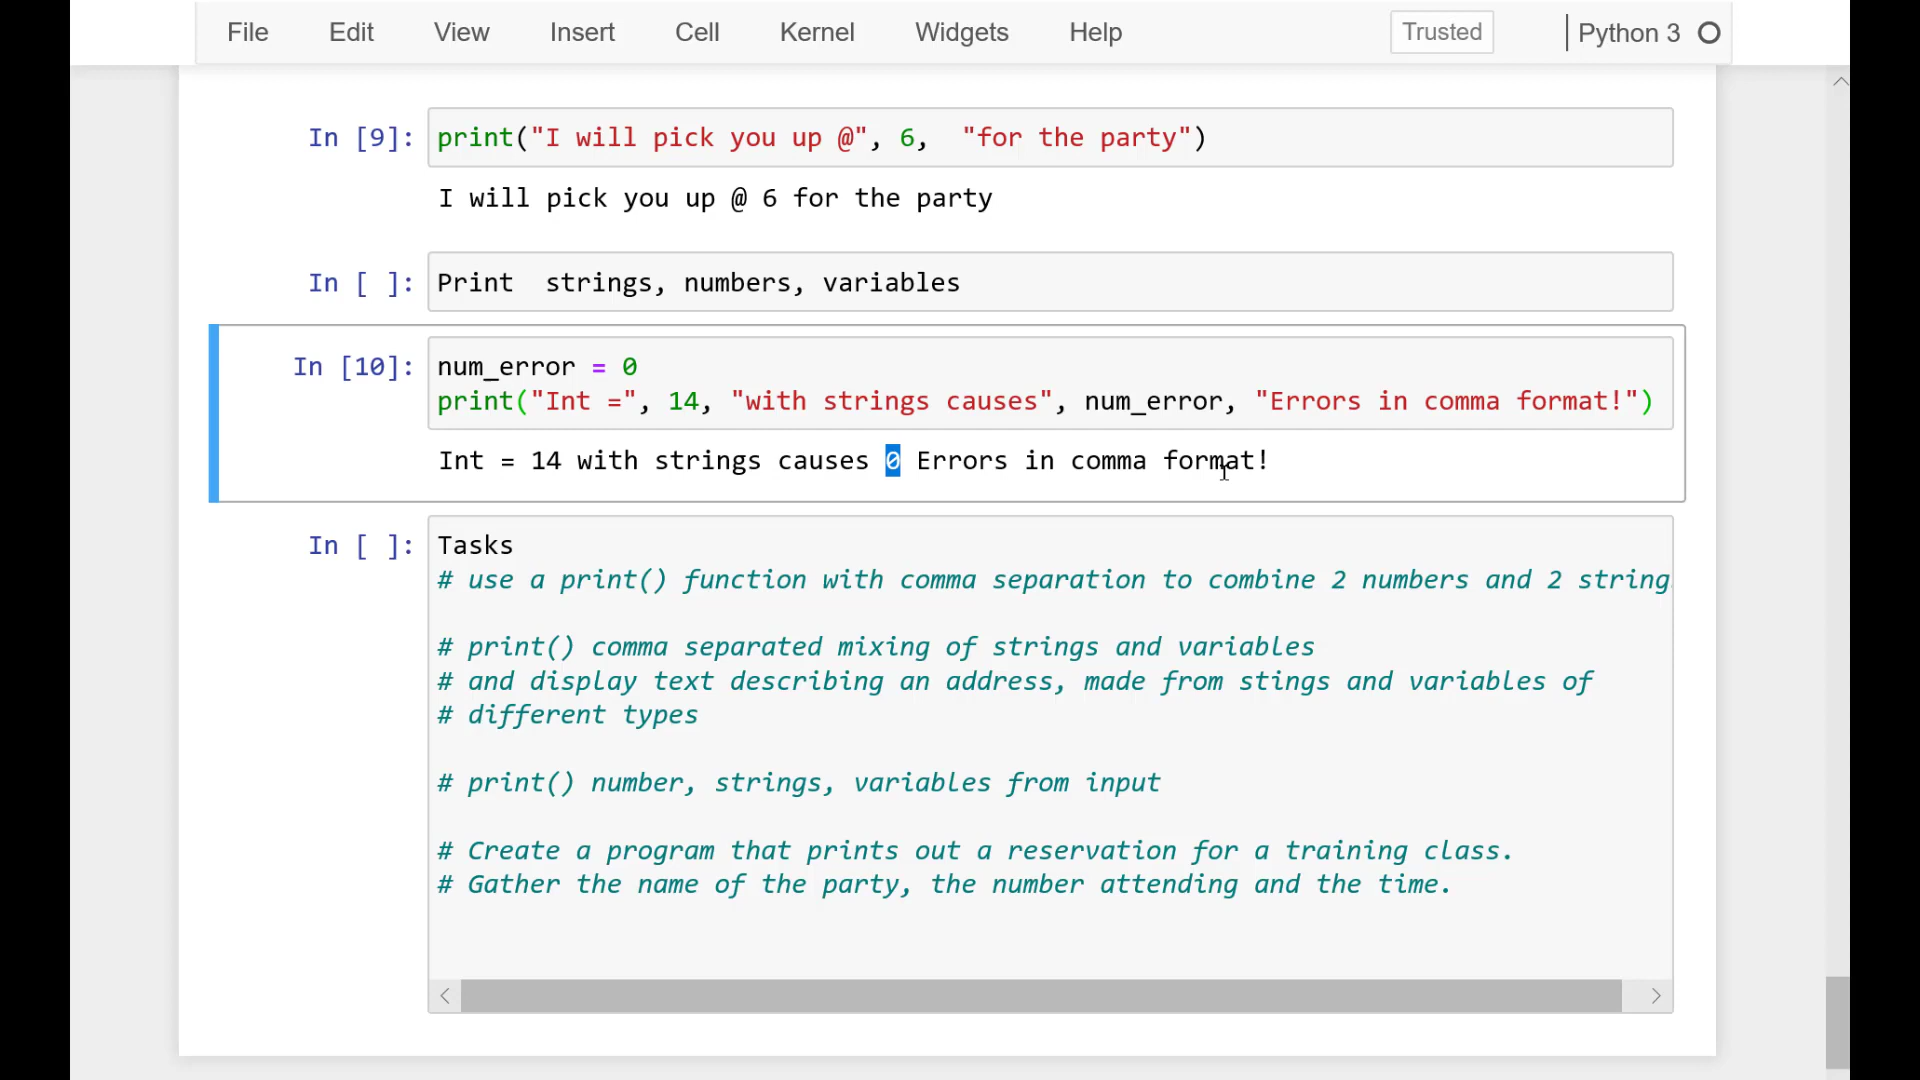 File Edit View Insert Cell Kernel Widgets Help Trusted Python 3
In [9]: print("I will pick you up @", 6,  "for the party")
I will pick you up @ 6 for the party
In [ ]: Print  strings, numbers, variables
In [10]: num_error = 0
print("Int =", 14, "with strings causes", num_error, "Errors in comma format!")
Int = 14 with strings causes 0 Errors in comma format!
In [ ]: Tasks
# use a print() function with comma separation to combine 2 numbers and 2 string
# print() comma separated mixing of strings and variables
# and display text describing an address, made from stings and variables of
# different types
# print() number, strings, variables from input
# Create a program that prints out a reservation for a training class.
# Gather the name of the party, the number attending and the time.